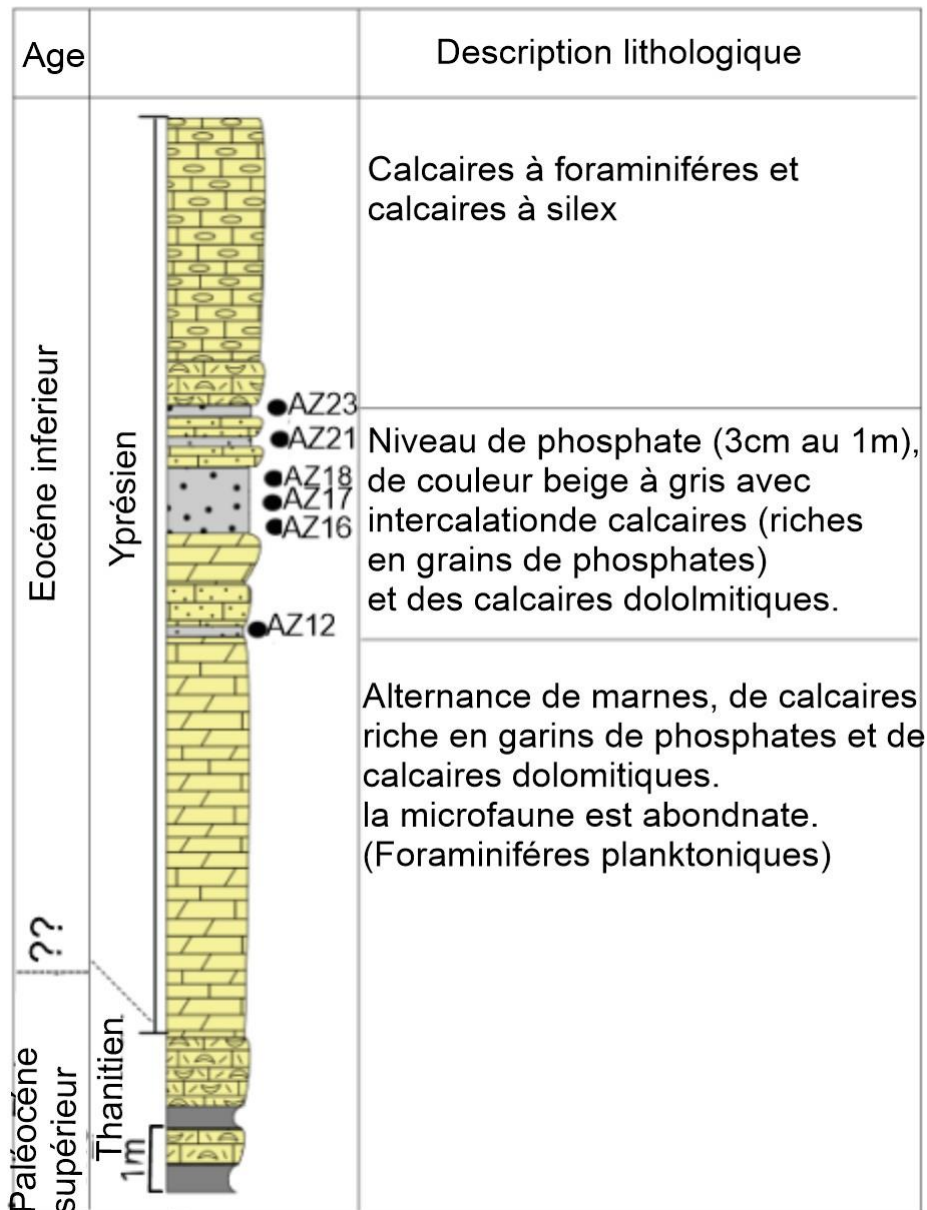 Age
Description lithologique
Eocéne inferieur
??
Paléocéne
supérieur
Yprésien
Thanitien
1m
AZ23
AZ21
AZ18
AZ17
AZ16
AZ12
Calcaires à foraminiféres et
calcaires à silex
Niveau de phosphate (3cm au 1m),
de couleur beige à gris avec
intercalationde calcaires (riches
en grains de phosphates)
et des calcaires dololmitiques.
Alternance de marnes, de calcaires
riche en garins de phosphates et de
calcaires dolomitiques.
la microfaune est abondnate.
(Foraminiféres planktoniques)